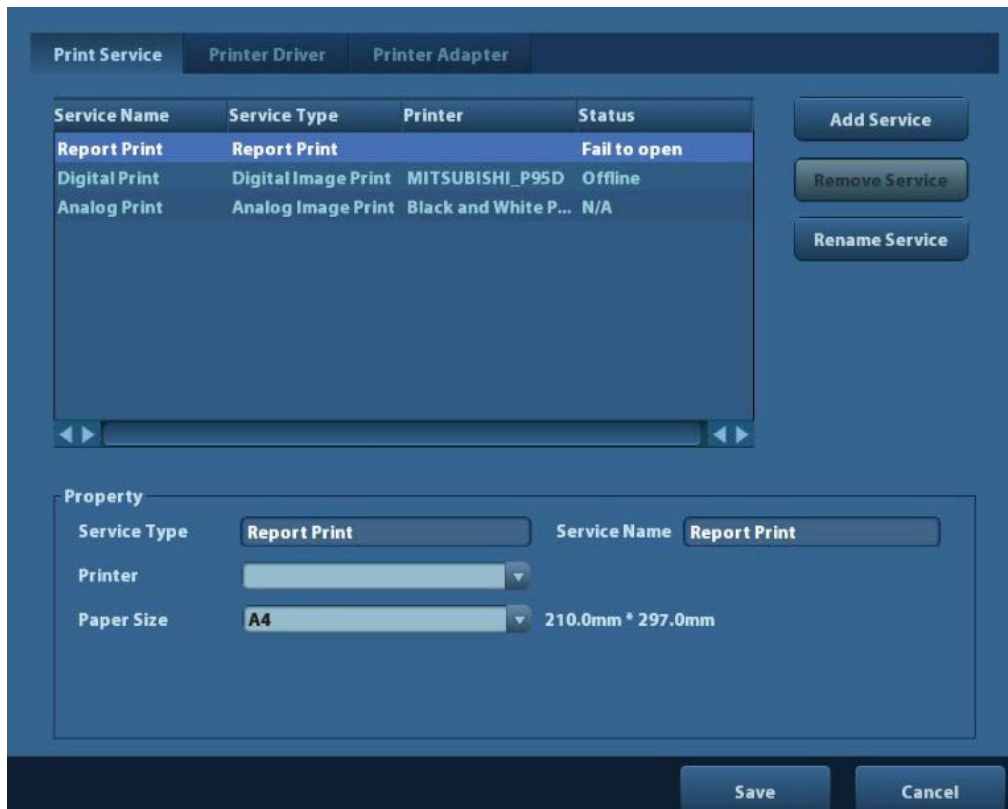 Print Service Printer Driver Printer Adapter
Service Name Service Type Printer Status
Report Print Report Print Fail to open
Digital Print Digital Image Print MITSUBISHI_P95D Offline
Analog Print Analog Image Print Black and White P... N/A
Add Service
Remove Service
Rename Service
Property
Service Type Report Print Service Name Report Print
Printer
Paper Size A4 210.0mm * 297.0mm
Save Cancel